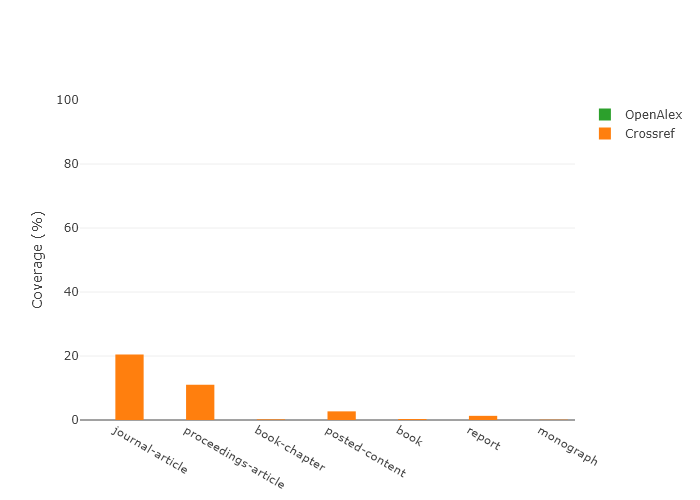 100
80
60
40
20
0
Coverage (%)
journal-article
proceedings-article
book-chapter
posted-content
book
report
monograph
OpenAlex
Crossref